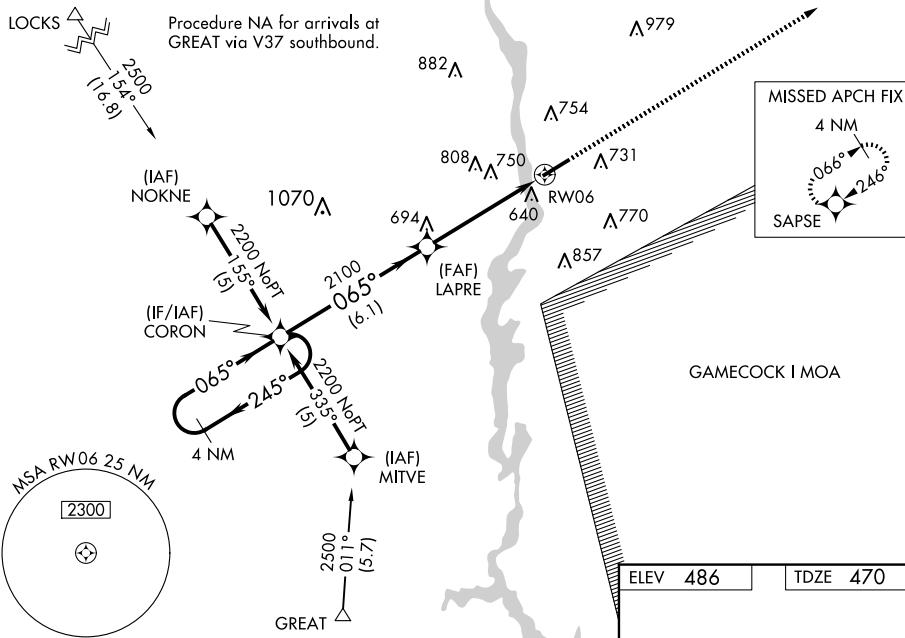 LOCKS
Procedure NA for arrivals at
GREAT via V37 southbound.
2500
154°
(16.8)
979
882
754
MISSED APCH FIX
4 NM
066°
246°
SAPSE
808
750
731
RW06
640
(IAF)
NOKNE
1070
694
770
857
2200 NoPT
155°
(5)
(FAF)
LAPRE
2100
065°
(6.1)
(IF/IAF)
CORON
065°
245°
4 NM
2200 NoPT
335°
(5)
GAMECOCK I MOA
(IAF)
MITVE
MSA RW06 25 NM
2300
2500
011°
(5.7)
GREAT
ELEV 486
TDZE 470